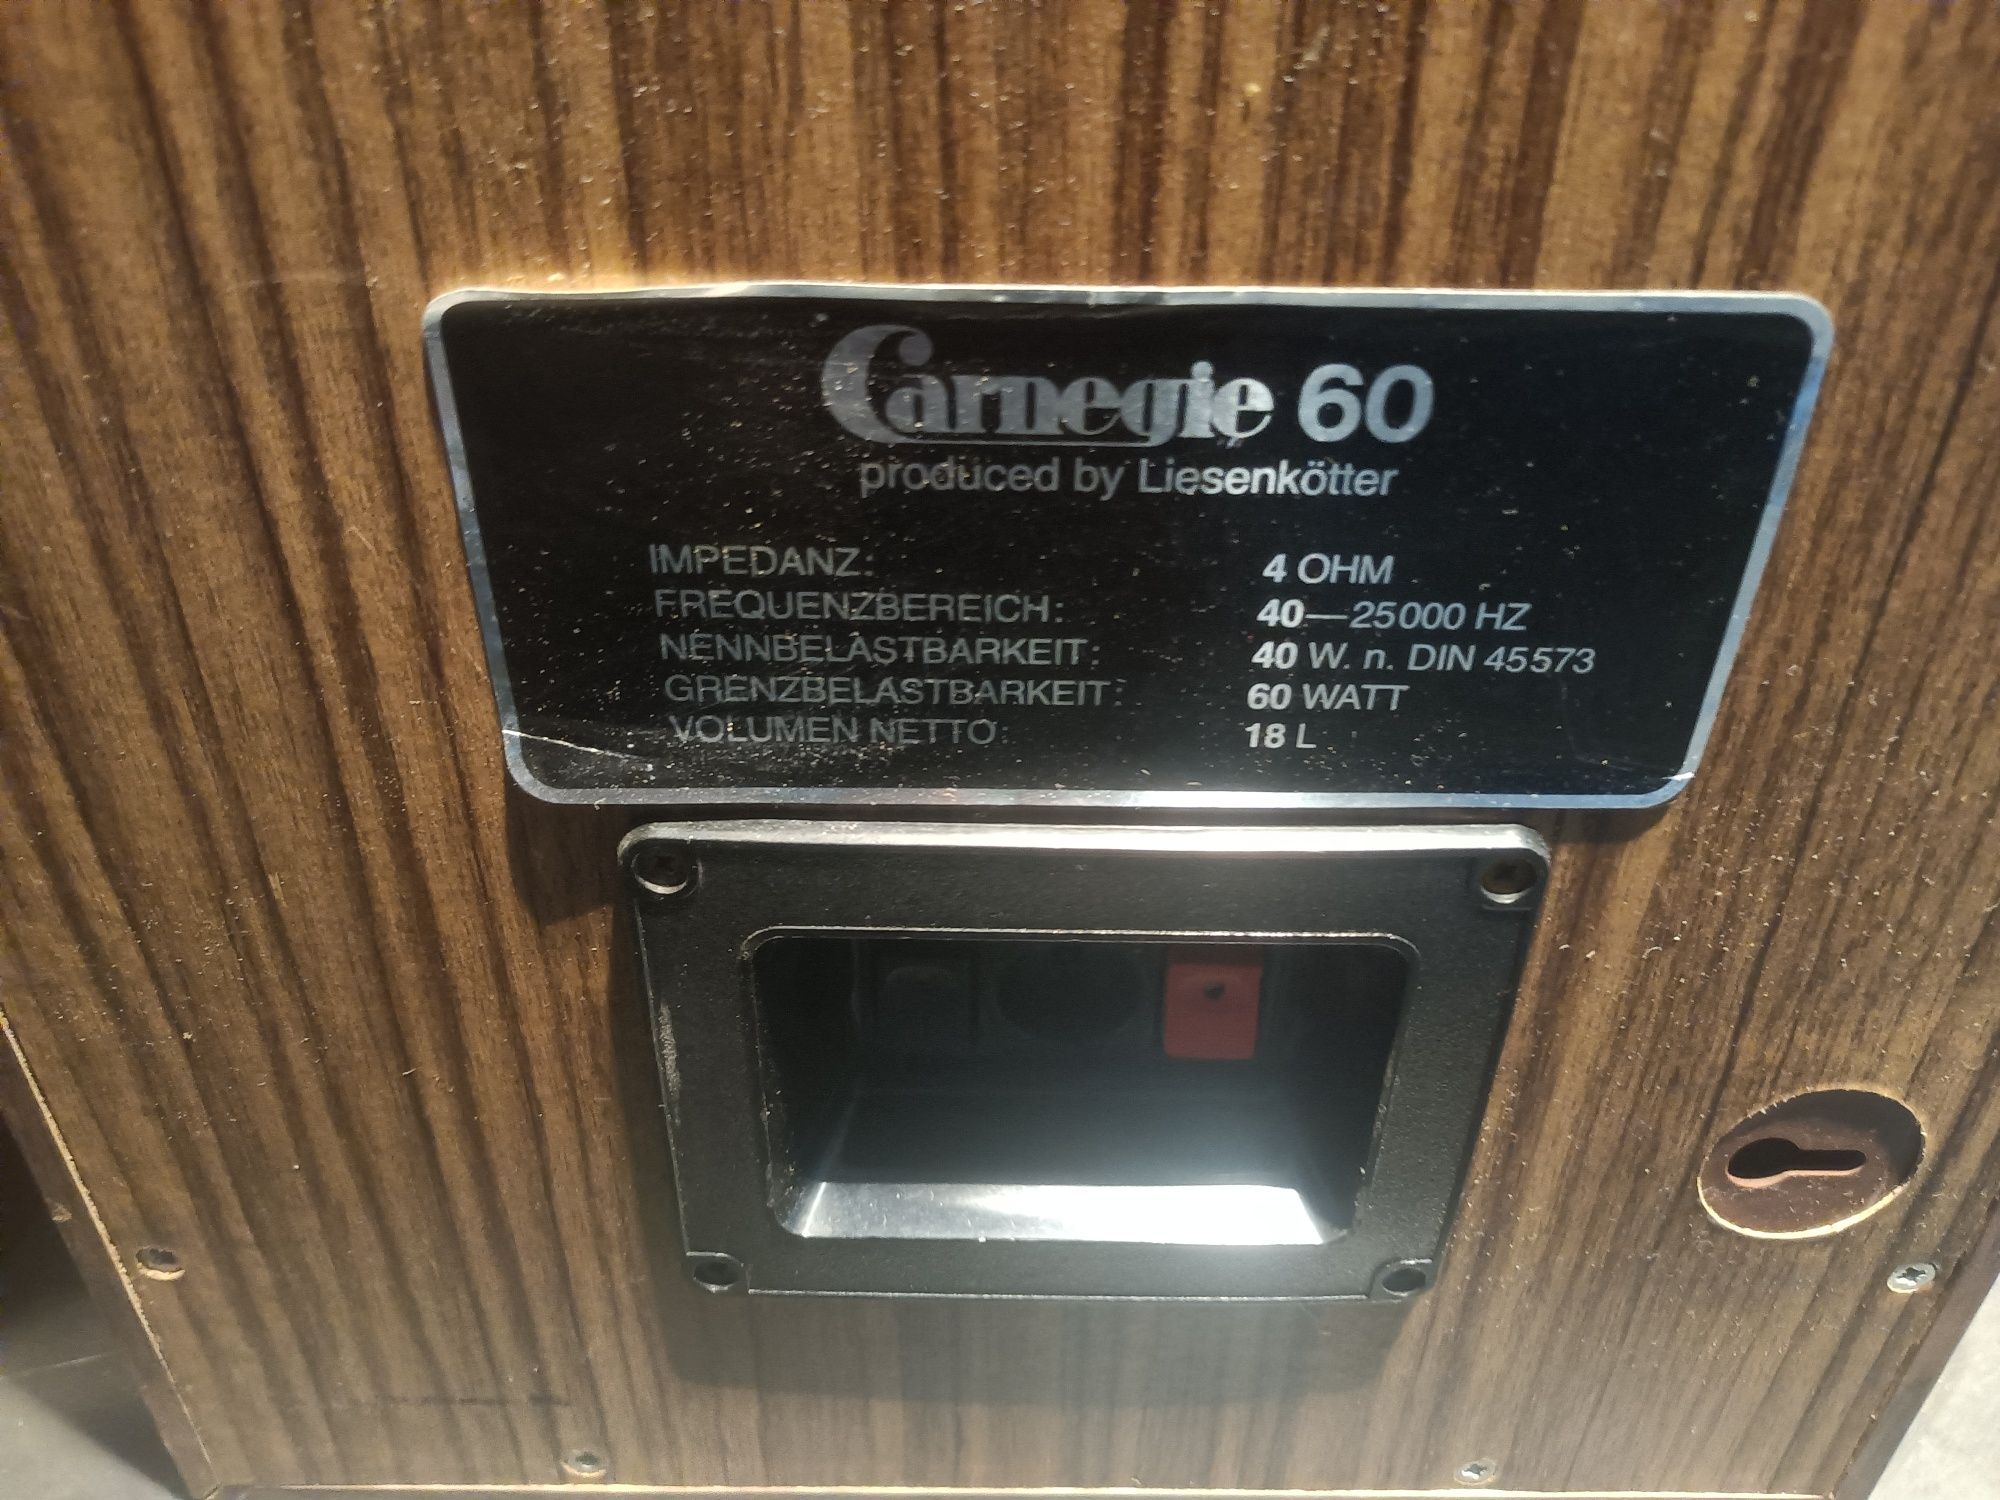 Carnegie 60
produced by Liesenkötter
IMPEDANZ: 4 OHM
FREQUENZBEREICH: 40—25000 HZ
NENNBELASTBARKEIT: 40 W. n. DIN 45573
GRENZBELASTBARKEIT: 60 WATT
VOLUMEN NETTO: 18 L